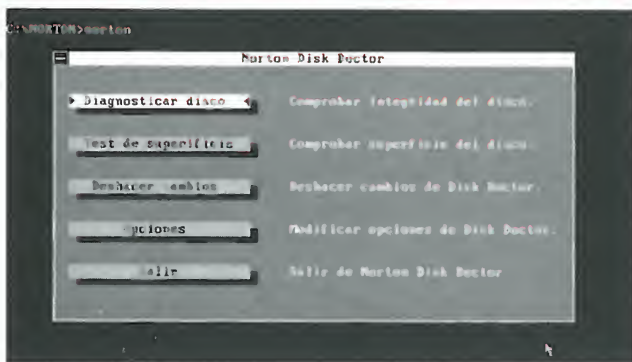 C:\NORTON>norton
Norton Disk Doctor
Diagnosticar disco Comprobar integridad del disco.
Test de superficie Comprobar superficie del disco.
Deshacer cambios Deshacer cambios de Disk Doctor.
Opciones Modificar opciones de Disk Doctor.
Salir Salir de Norton Disk Doctor